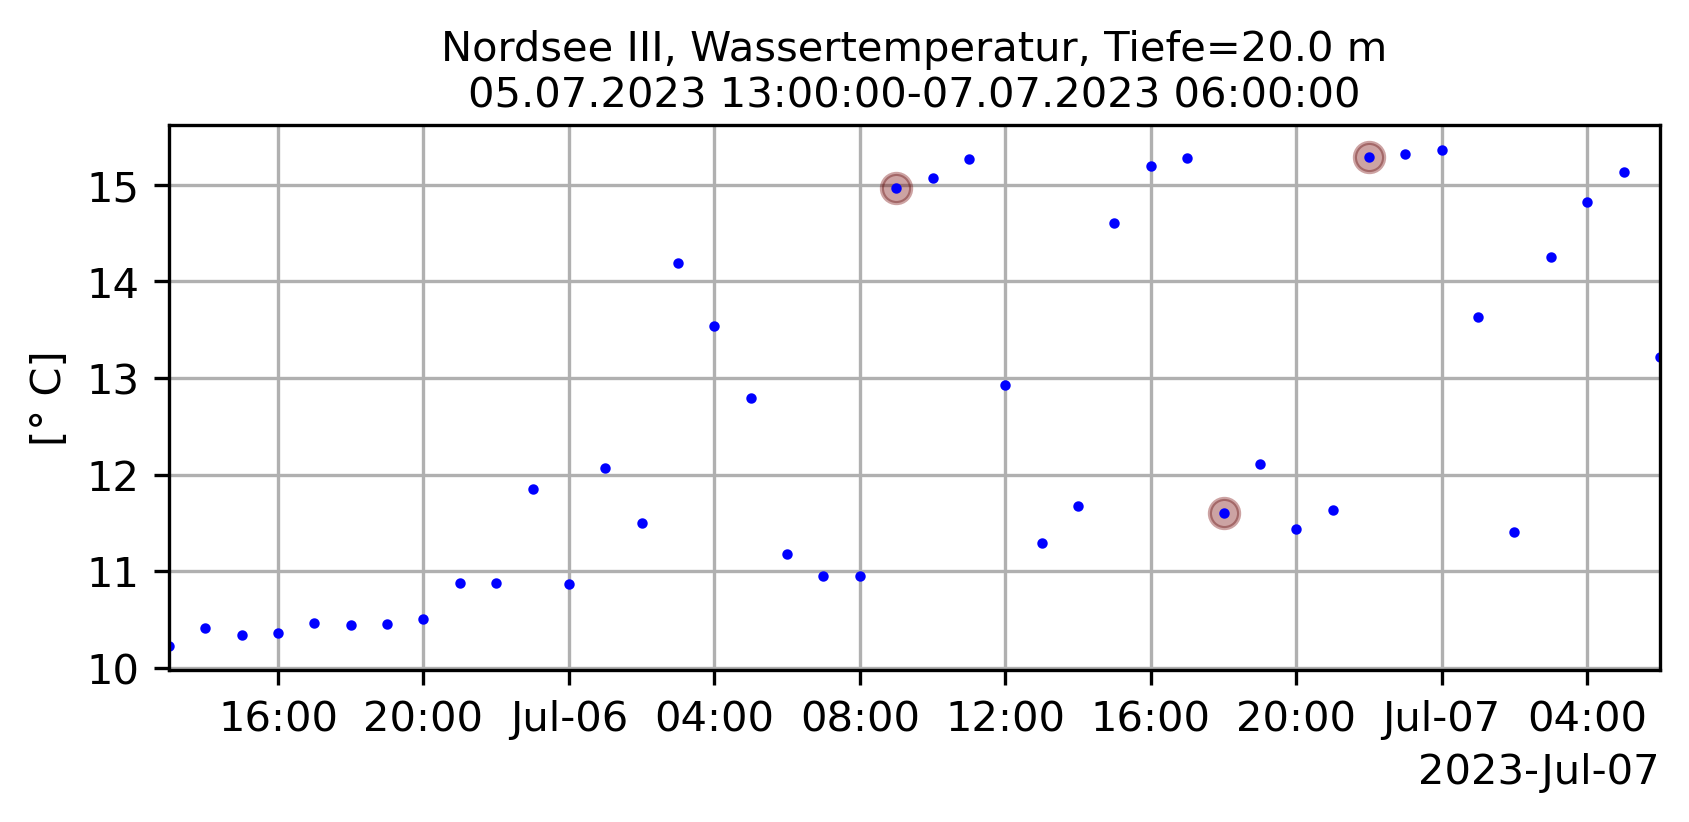 Nordsee III, Wassertemperatur, Tiefe=20.0 m
05.07.2023 13:00:00-07.07.2023 06:00:00
[° C]
15
14
13
12
11
10
16:00 20:00 Jul-06 04:00 08:00 12:00 16:00 20:00 Jul-07 04:00
2023-Jul-07